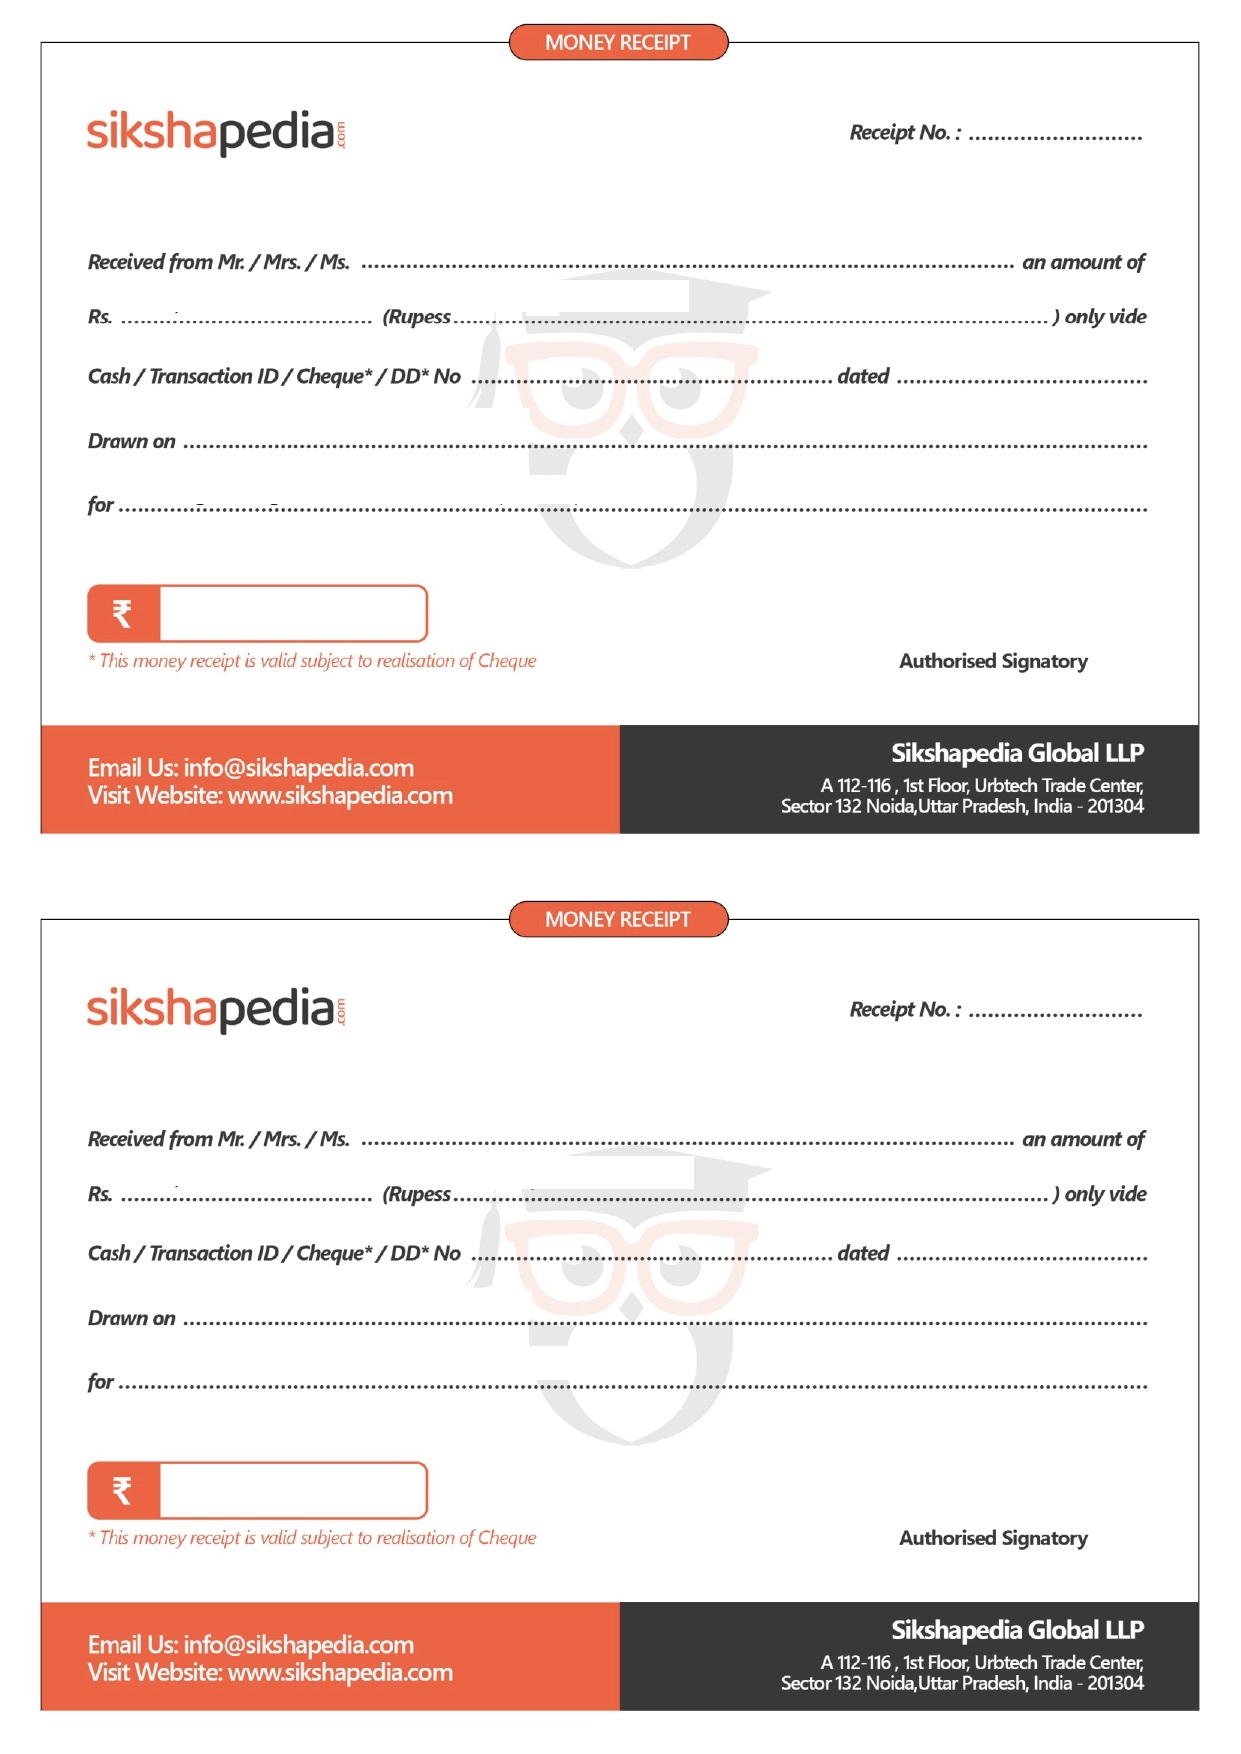 MONEY RECEIPT
sikshapedia.com
Receipt No. : ...........................
Received from Mr. / Mrs. / Ms. ........................................................................................................ an amount of
Rs. ........................................ (Rupess............................................................................................... ) only vide
Cash / Transaction ID / Cheque* / DD* No ......................................................... dated ........................................
Drawn on ........................................................................................................................................................
for ..................................................................................................................................................................
₹
* This money receipt is valid subject to realisation of Cheque
Authorised Signatory
Email Us: info@sikshapedia.com
Visit Website: www.sikshapedia.com
Sikshapedia Global LLP
A 112-116 , 1st Floor, Urbtech Trade Center,
Sector 132 Noida,Uttar Pradesh, India - 201304
MONEY RECEIPT
sikshapedia.com
Receipt No. : ...........................
Received from Mr. / Mrs. / Ms. ........................................................................................................ an amount of
Rs. ........................................ (Rupess............................................................................................... ) only vide
Cash / Transaction ID / Cheque* / DD* No ......................................................... dated ........................................
Drawn on ........................................................................................................................................................
for ..................................................................................................................................................................
₹
* This money receipt is valid subject to realisation of Cheque
Authorised Signatory
Email Us: info@sikshapedia.com
Visit Website: www.sikshapedia.com
Sikshapedia Global LLP
A 112-116 , 1st Floor, Urbtech Trade Center,
Sector 132 Noida,Uttar Pradesh, India - 201304